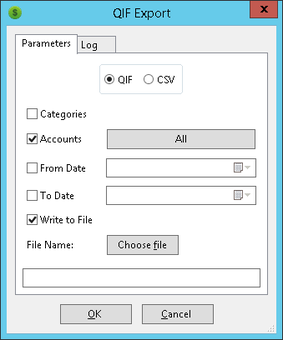 QIF Export
Parameters Log
QIF CSV
Categories
Accounts All
From Date
To Date
Write to File
File Name: Choose file
OK Cancel